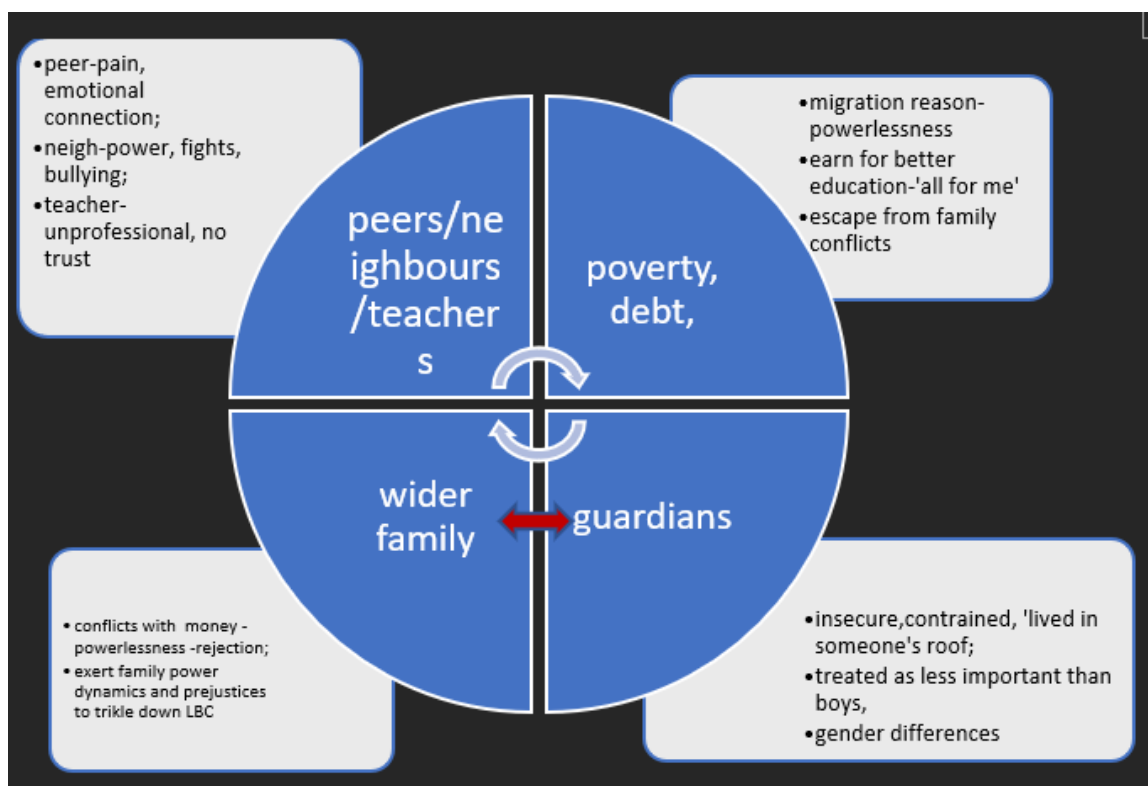 •peer-pain,
emotional
connection;
•neigh-power, fights,
bullying;
•teacher-
unprofessional, no
trust
•migration reason-
powerlessness
•earn for better
education-'all for me'
•escape from family
conflicts
peers/ne
ighbours
/teacher
s
poverty,
debt,
wider
family
guardians
• conflicts with money -
powerlessness -rejection;
• exert family power
dynamics and prejustices
to trikle down LBC
•insecure,contrained, 'lived in
someone's roof;
•treated as less important than
boys,
•gender differences